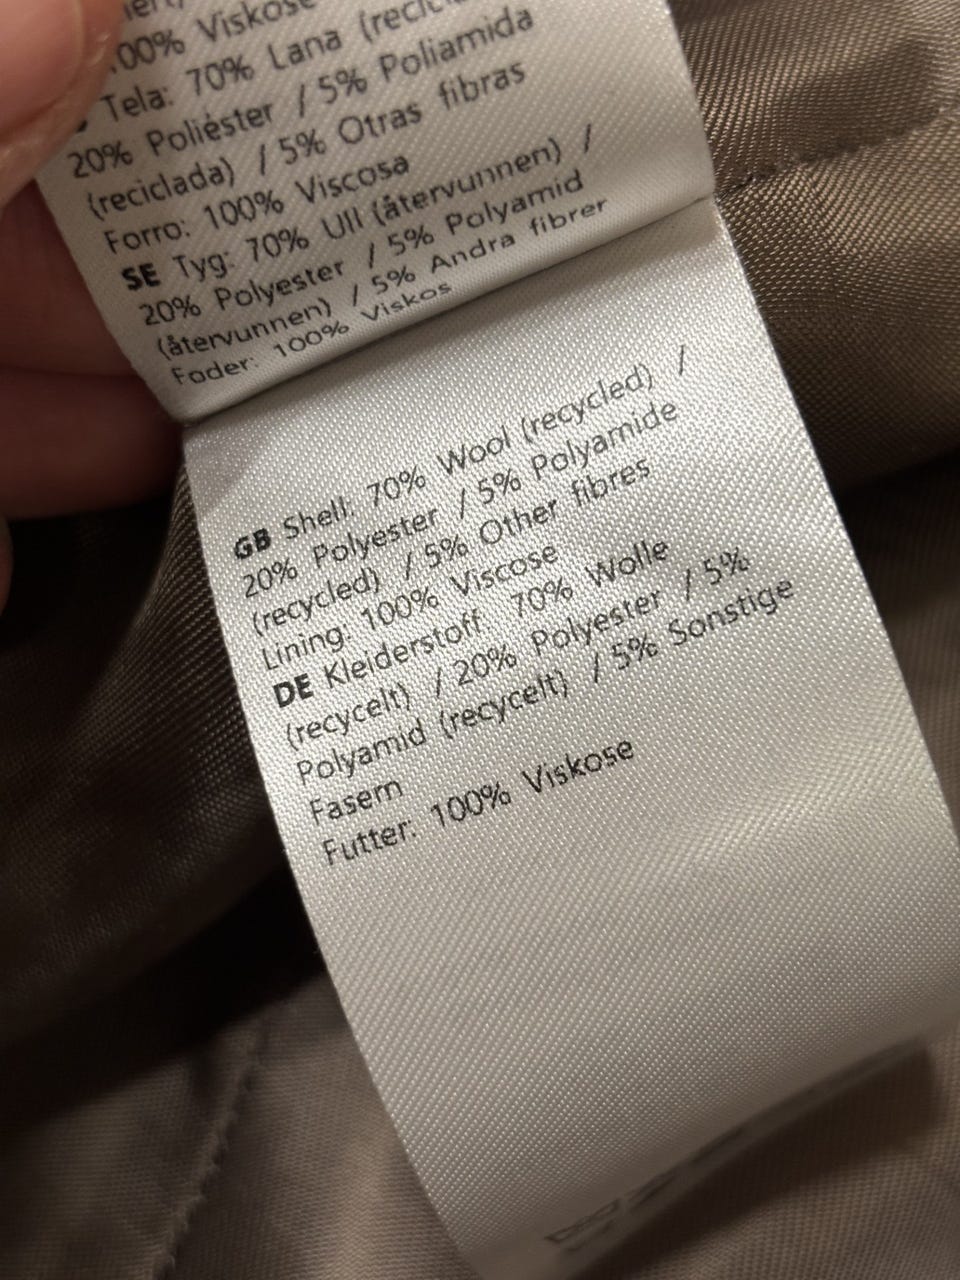 100% Viskose
Tela: 70% Lana
20% Poliéster / 5% Poliamida
(reciclada) / 5% Otras fibras
Forro: 100% Viscosa
SE Tyg: 70% Ull (återvunnen) /
20% Polyester / 5% Polyamid
(återvunnen) / 5% Andra fibrer
Foder: 100% Viskos
GB Shell: 70% Wool (recycled) /
20% Polyester / 5% Polyamide
(recycled) / 5% Other fibres
Lining: 100% Viscose
DE Kleiderstoff: 70% Wolle
(recycelt) / 20% Polyester / 5%
Polyamid (recycelt) / 5% Sonstige
Fasern
Futter: 100% Viskose